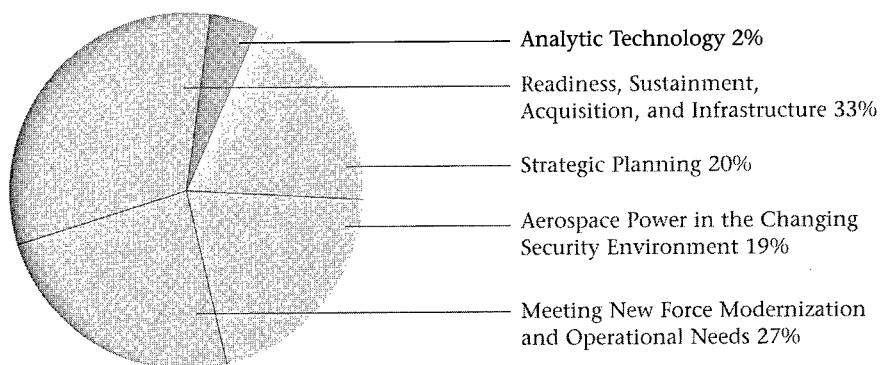 Analytic Technology 2%
Readiness, Sustainment,
Acquisition, and Infrastructure 33%
Strategic Planning 20%
Aerospace Power in the Changing
Security Environment 19%
Meeting New Force Modernization
and Operational Needs 27%